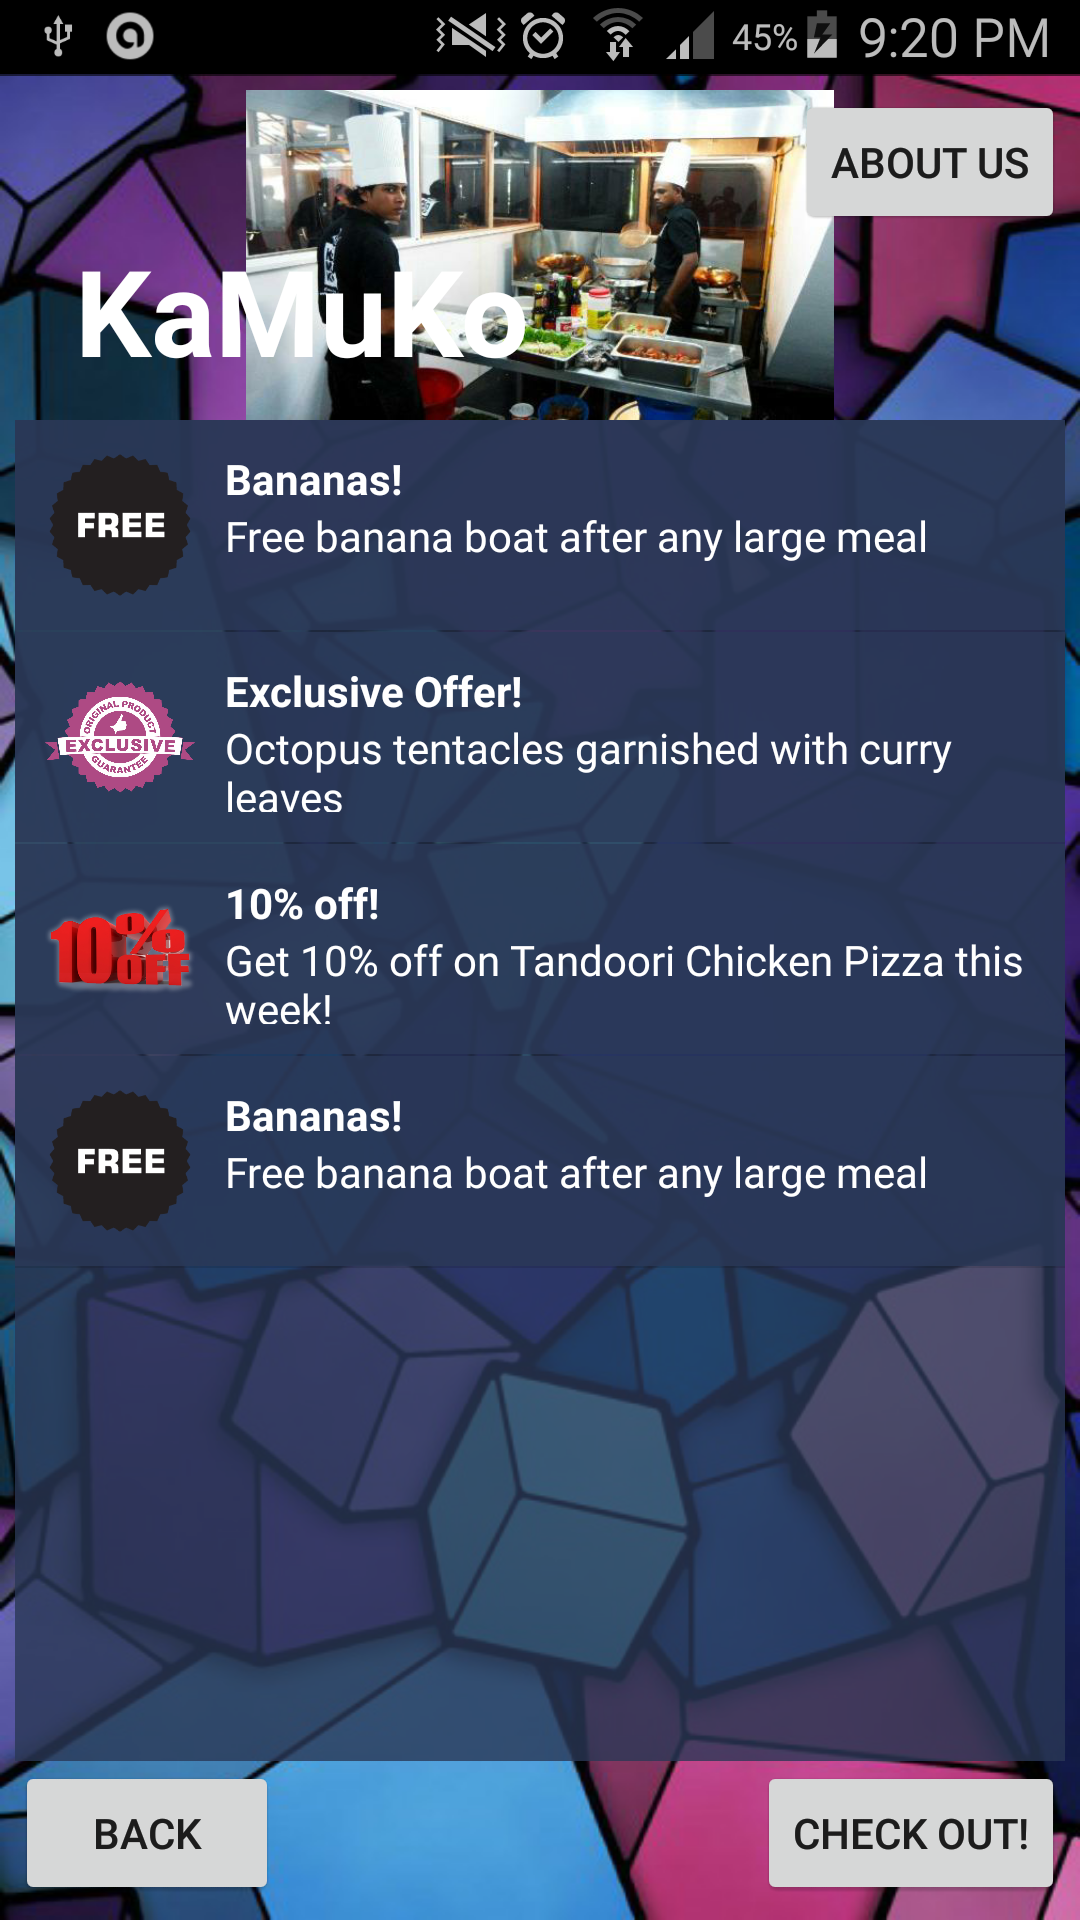 45% 9:20 PM
ABOUT US
KaMuKo
FREE
Bananas!
Free banana boat after any large meal
ORIGINAL PRODUCT
EXCLUSIVE
GUARANTEE
Exclusive Offer!
Octopus tentacles garnished with curry
leaves
10%
OFF
10% off!
Get 10% off on Tandoori Chicken Pizza this
week!
FREE
Bananas!
Free banana boat after any large meal
BACK
CHECK OUT!